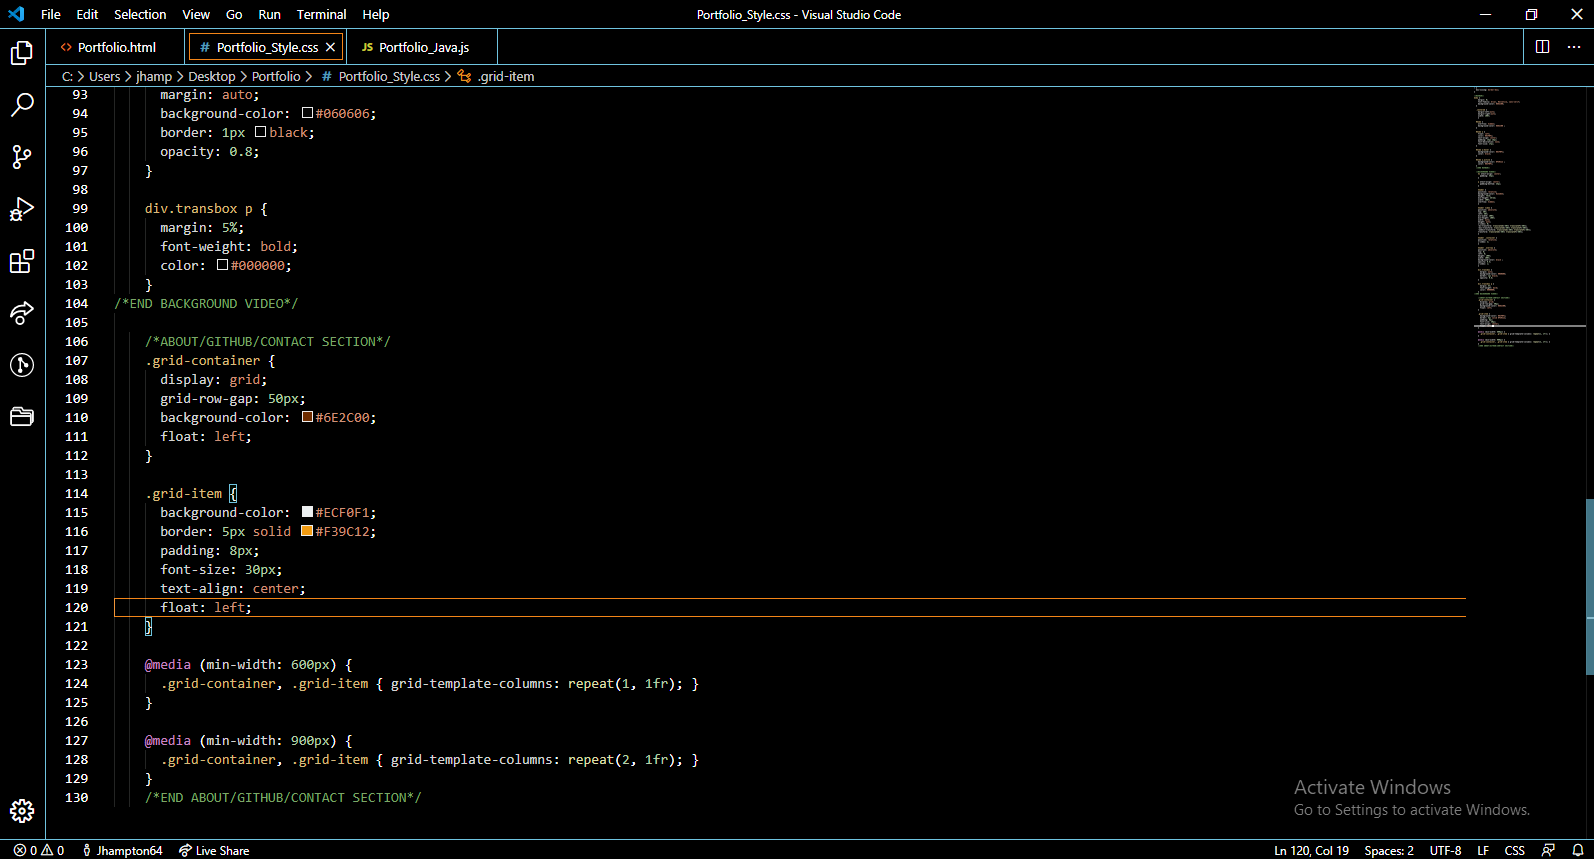 File Edit Selection View Go Run Terminal Help Portfolio_Style.css - Visual Studio Code
<> Portfolio.html # Portfolio_Style.css JS Portfolio_Java.js
C: > Users > jhamp > Desktop > Portfolio > # Portfolio_Style.css > .grid-item
93 margin: auto;
94 background-color: #060606;
95 border: 1px black;
96 opacity: 0.8;
97 }
98
99 div.transbox p {
100 margin: 5%;
101 font-weight: bold;
102 color: #000000;
103 }
104 /*END BACKGROUND VIDEO*/
105
106 /*ABOUT/GITHUB/CONTACT SECTION*/
107 .grid-container {
108 display: grid;
109 grid-row-gap: 50px;
110 background-color: #6E2C00;
111 float: left;
112 }
113
114 .grid-item {
115 background-color: #ECF0F1;
116 border: 5px solid #F39C12;
117 padding: 8px;
118 font-size: 30px;
119 text-align: center;
120 float: left;
121 }
122
123 @media (min-width: 600px) {
124 .grid-container, .grid-item { grid-template-columns: repeat(1, 1fr); }
125 }
126
127 @media (min-width: 900px) {
128 .grid-container, .grid-item { grid-template-columns: repeat(2, 1fr); }
129 }
130 /*END ABOUT/GITHUB/CONTACT SECTION*/
Activate Windows
Go to Settings to activate Windows.
0 0 Jhampton64 Live Share Ln 120, Col 19 Spaces: 2 UTF-8 LF CSS